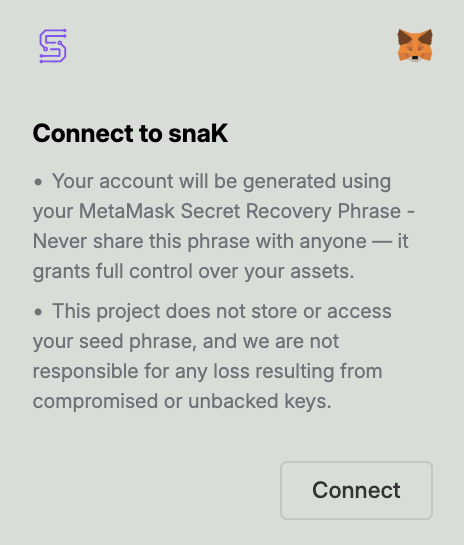 Connect to snaK
• Your account will be generated using
your MetaMask Secret Recovery Phrase -
Never share this phrase with anyone — it
grants full control over your assets.
• This project does not store or access
your seed phrase, and we are not
responsible for any loss resulting from
compromised or unbacked keys.
Connect